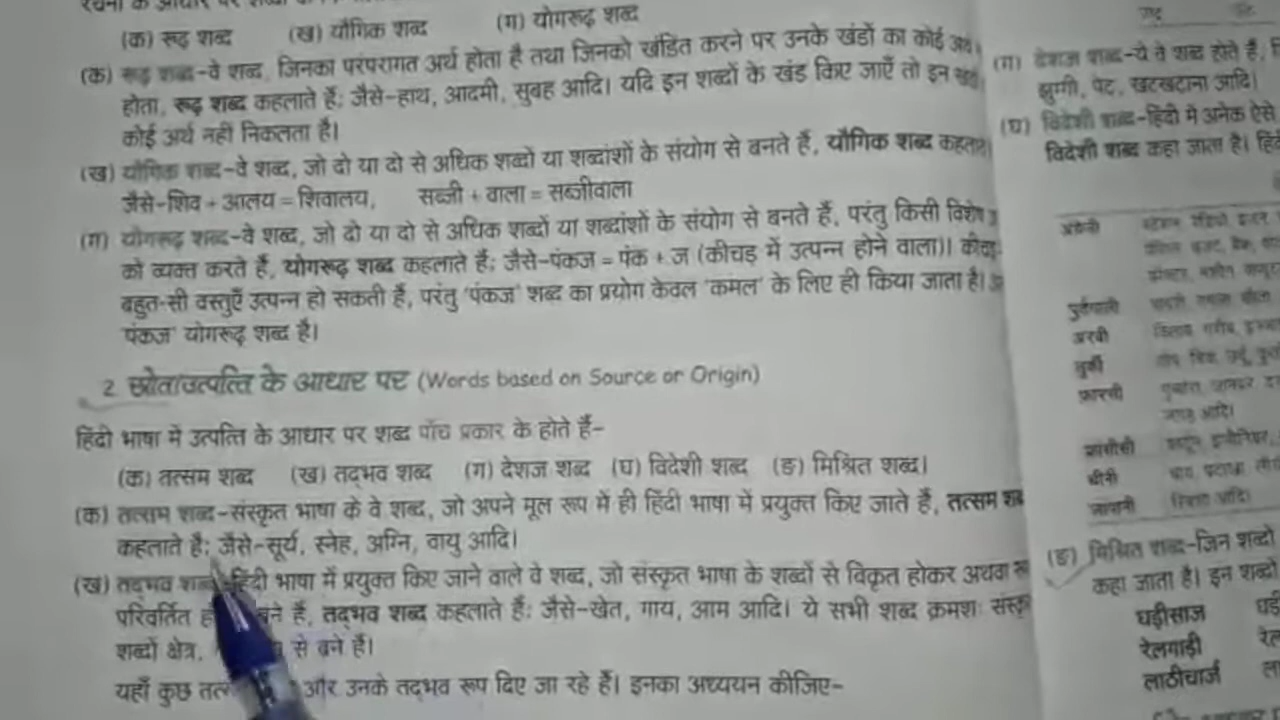 (क) रूढ़ शब्द (ख) यौगिक शब्द (ग) योगरूढ़ शब्द
(क) रूढ़ शब्द-वे शब्द, जिनका परंपरागत अर्थ होता है तथा जिनको खंडित करने पर उनके खंडों का कोई अर्थ
होता, रूढ़ शब्द कहलाते हैं; जैसे-हाथ, आदमी, सुबह आदि। यदि इन शब्दों के खंड किए जाएँ तो इन
कोई अर्थ नहीं निकलता है।
(ख) यौगिक शब्द-वे शब्द, जो दो या दो से अधिक शब्दों या शब्दांशों के संयोग से बनते हैं, यौगिक शब्द कहलाते
जैसे-शिव + आलय = शिवालय, सब्जी + वाला = सब्जीवाला
(ग) योगरूढ़ शब्द-वे शब्द, जो दो या दो से अधिक शब्दों या शब्दांशों के संयोग से बनते हैं, परंतु किसी विशेष
को व्यक्त करते हैं, योगरूढ़ शब्द कहलाते हैं; जैसे-पंकज = पंक + ज (कीचड़ में उत्पन्न होने वाला)। कीचड़
बहुत-सी वस्तुएँ उत्पन्न हो सकती हैं, परंतु 'पंकज' शब्द का प्रयोग केवल 'कमल' के लिए ही किया जाता है।
'पंकज' योगरूढ़ शब्द है।
2 स्रोत/उत्पत्ति के आधार पर (Words based on Source or Origin)
हिंदी भाषा में उत्पत्ति के आधार पर शब्द पाँच प्रकार के होते हैं-
(क) तत्सम शब्द (ख) तद्भव शब्द (ग) देशज शब्द (घ) विदेशी शब्द (ङ) मिश्रित शब्द।
(क) तत्सम शब्द-संस्कृत भाषा के वे शब्द, जो अपने मूल रूप में ही हिंदी भाषा में प्रयुक्त किए जाते हैं, तत्सम
कहलाते है; जैसे-सूर्य, स्नेह, अग्नि, वायु आदि।
(ख) तद्भव शब्द-हिंदी भाषा में प्रयुक्त किए जाने वाले वे शब्द, जो संस्कृत भाषा के शब्दों से विकृत होकर अथवा
परिवर्तित बने हैं, तद्भव शब्द कहलाते हैं; जैसे-खेत, गाय, आम आदि। ये सभी शब्द क्रमशः
शब्दों क्षेत्र, से बने हैं।
यहाँ कुछ और उनके तद्भव रूप दिए जा रहे हैं। इनका अध्ययन कीजिए-
(ग) देशज शब्द-ये वे शब्द होते हैं,
झुग्गी, पेट, खटखटाना आदि।
(घ) विदेशी शब्द-हिंदी में अनेक ऐसे
विदेशी शब्द कहा जाता है।
अंग्रेजी
पुर्तगाली
अरबी
तुर्की
फ़ारसी
आदि।
फ्रांसीसी
चीनी
जापानी रिक्शा आदि।
(ङ) मिश्रित शब्द-जिन शब्दों
कहा जाता है। इन शब्दों
घड़ीसाज
रेलगाड़ी
लाठीचार्ज